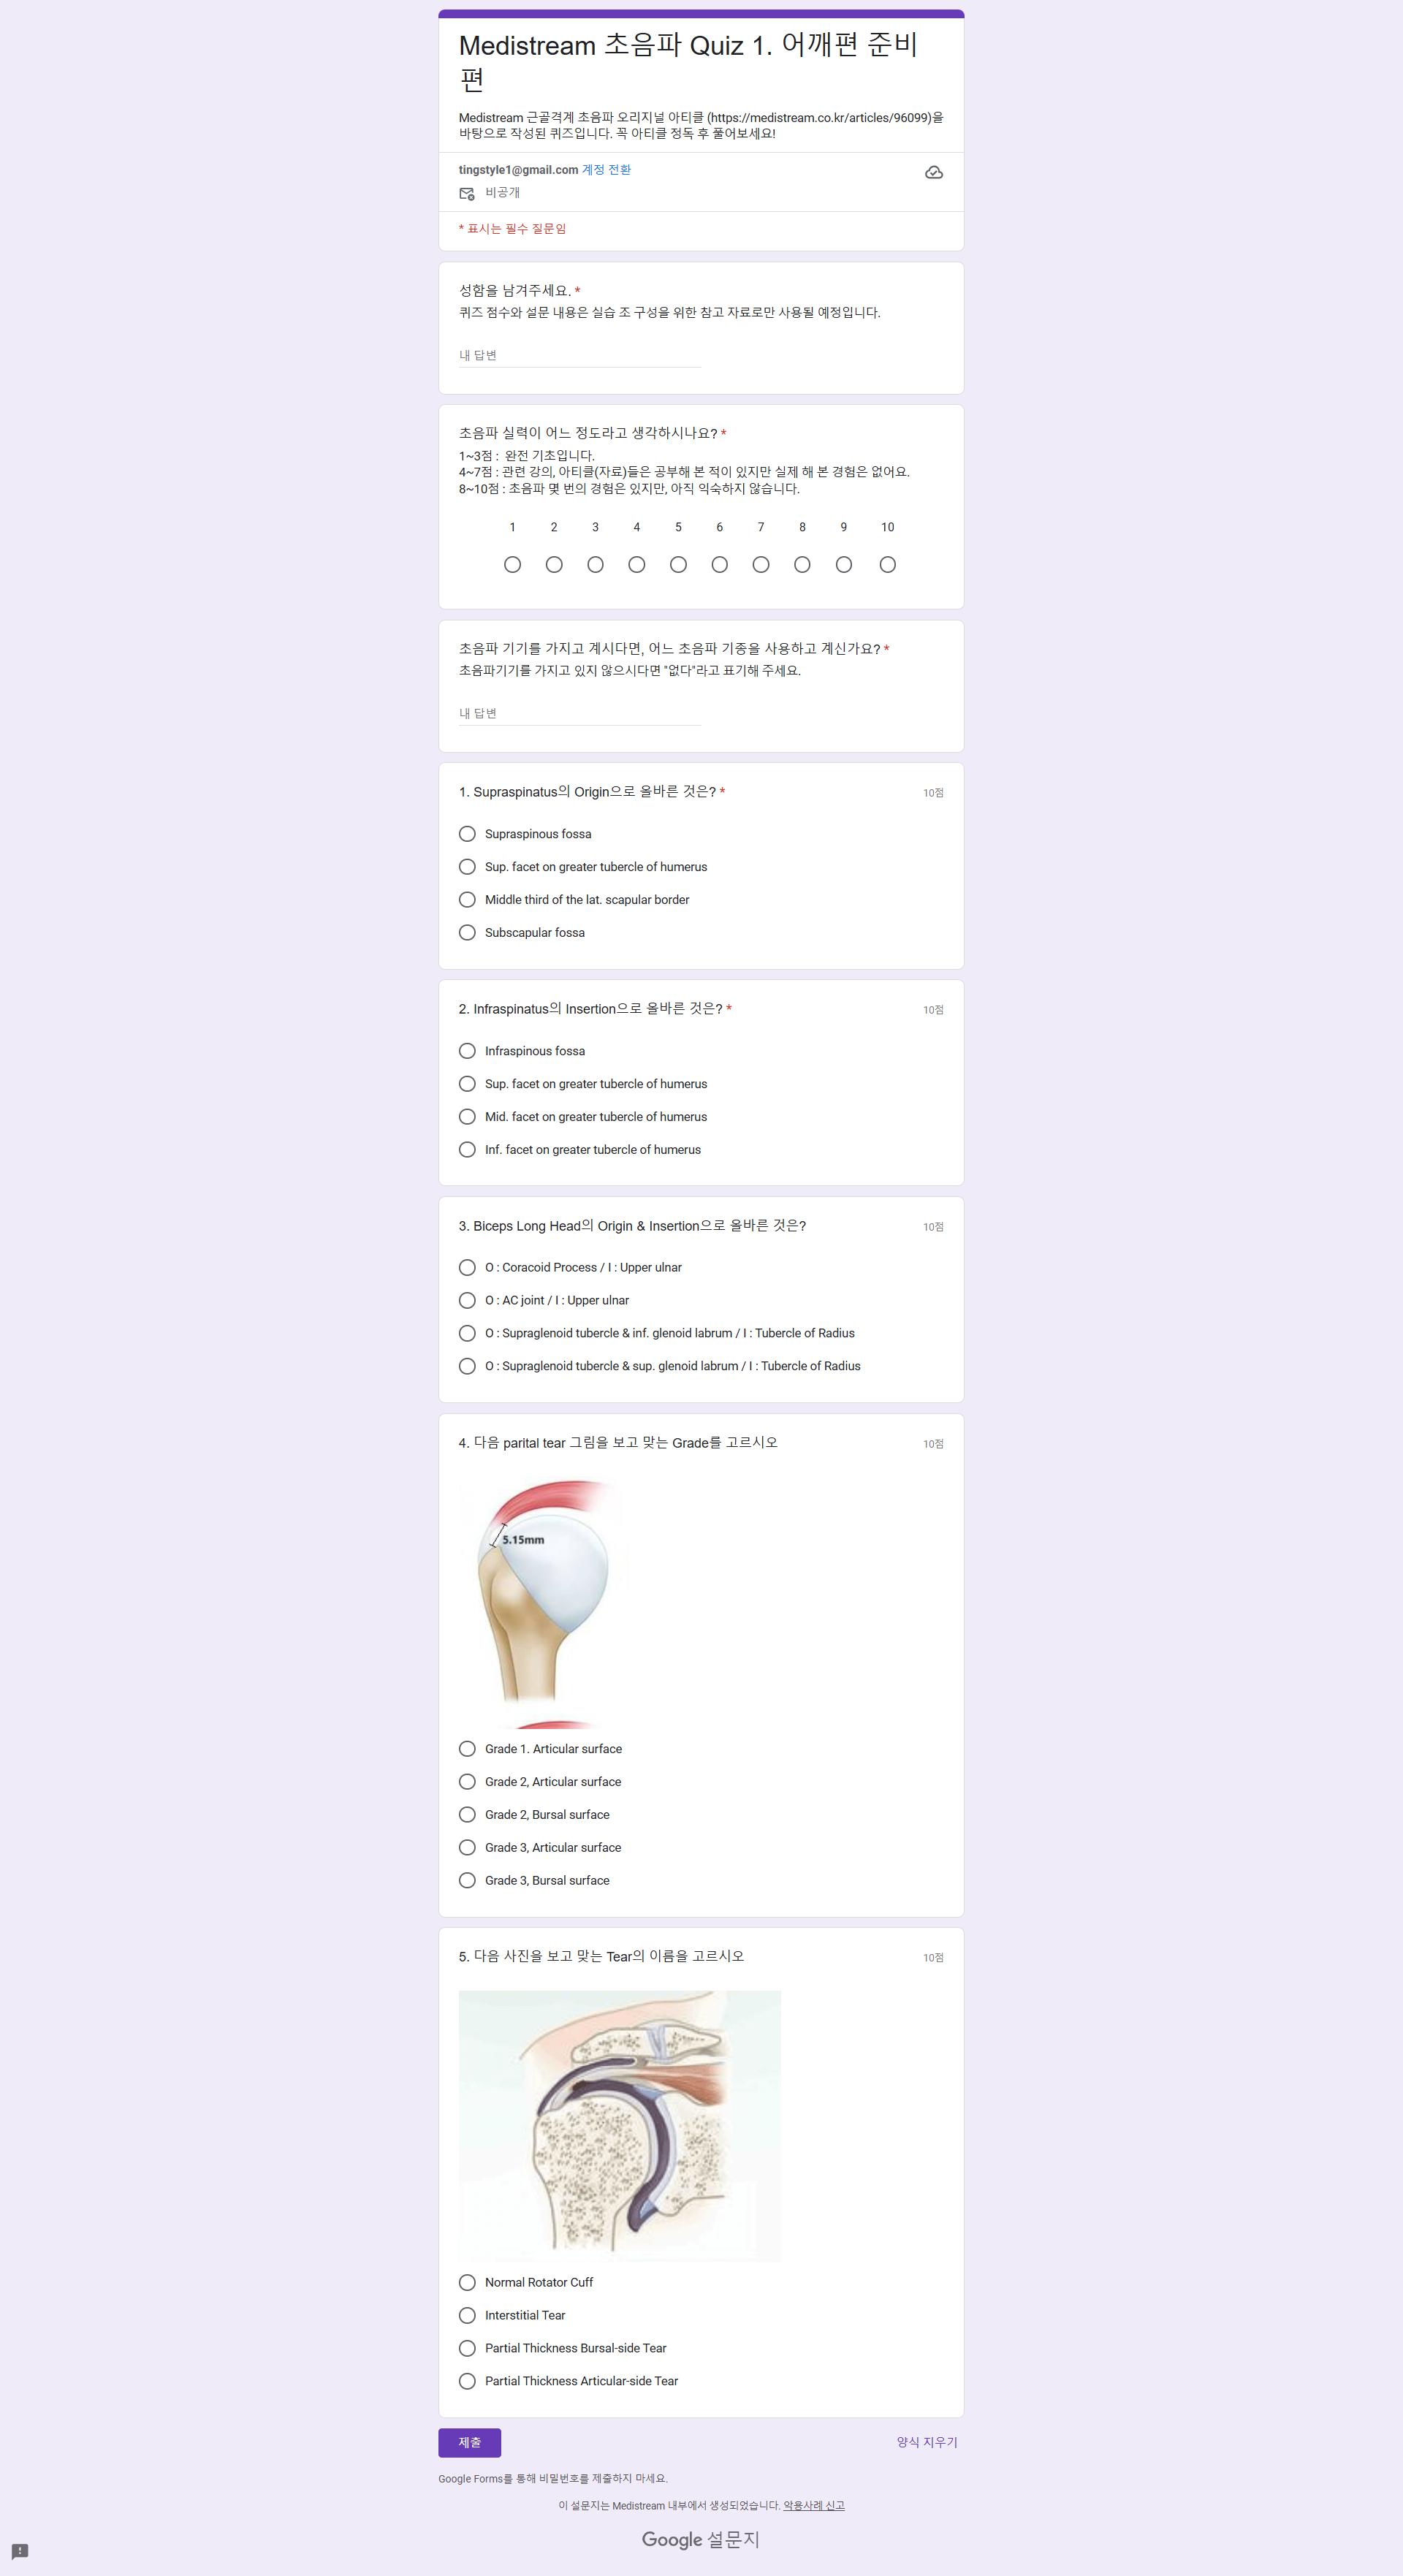 Medistream 초음파 Quiz 1. 어깨편 준비
편
Medistream 근골격계 초음파 오리지널 아티클 (https://medistream.co.kr/articles/96099)을
바탕으로 작성된 퀴즈입니다. 꼭 아티클 정독 후 풀어보세요!
tingstyle1@gmail.com 계정 전환
비공개
* 표시는 필수 질문임
성함을 남겨주세요. *
퀴즈 점수와 설문 내용은 실습 조 구성을 위한 참고 자료로만 사용될 예정입니다.
내 답변
초음파 실력이 어느 정도라고 생각하시나요? *
1~3점 : 완전 기초입니다.
4~7점 : 관련 강의, 아티클(자료)들은 공부해 본 적이 있지만 실제 해 본 경험은 없어요.
8~10점 : 초음파 몇 번의 경험은 있지만, 아직 익숙하지 않습니다.
1 2 3 4 5 6 7 8 9 10
초음파 기기를 가지고 계시다면, 어느 초음파 기종을 사용하고 계신가요? *
초음파기기를 가지고 있지 않으시다면 "없다"라고 표기해 주세요.
내 답변
1. Supraspinatus의 Origin으로 올바른 것은? * 10점
Supraspinous fossa
Sup. facet on greater tubercle of humerus
Middle third of the lat. scapular border
Subscapular fossa
2. Infraspinatus의 Insertion으로 올바른 것은? * 10점
Infraspinous fossa
Sup. facet on greater tubercle of humerus
Mid. facet on greater tubercle of humerus
Inf. facet on greater tubercle of humerus
3. Biceps Long Head의 Origin & Insertion으로 올바른 것은? 10점
O : Coracoid Process / I : Upper ulnar
O : AC joint / I : Upper ulnar
O : Supraglenoid tubercle & inf. glenoid labrum / I : Tubercle of Radius
O : Supraglenoid tubercle & sup. glenoid labrum / I : Tubercle of Radius
4. 다음 parital tear 그림을 보고 맞는 Grade를 고르시오 10점
5.15mm
Grade 1. Articular surface
Grade 2, Articular surface
Grade 2, Bursal surface
Grade 3, Articular surface
Grade 3, Bursal surface
5. 다음 사진을 보고 맞는 Tear의 이름을 고르시오 10점
Normal Rotator Cuff
Interstitial Tear
Partial Thickness Bursal-side Tear
Partial Thickness Articular-side Tear
제출 양식 지우기
Google Forms를 통해 비밀번호를 제출하지 마세요.
이 설문지는 Medistream 내부에서 생성되었습니다. 악용사례 신고
Google 설문지